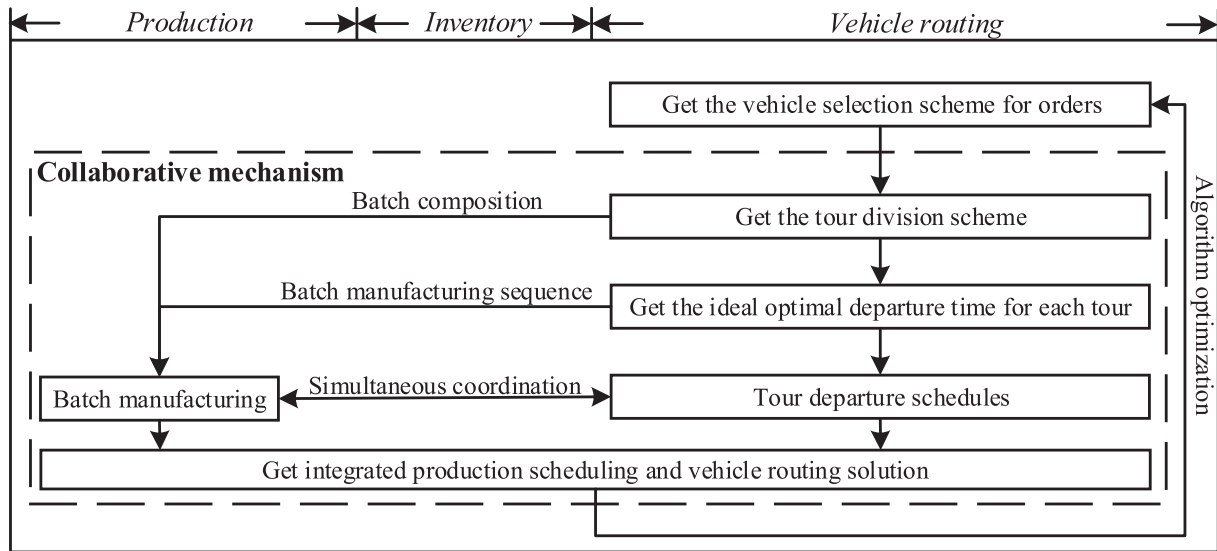 Production
Inventory
Vehicle routing
Get the vehicle selection scheme for orders
Collaborative mechanism
Batch composition
Get the tour division scheme
Batch manufacturing sequence
Get the ideal optimal departure time for each tour
Batch manufacturing
Simultaneous coordination
Tour departure schedules
Get integrated production scheduling and vehicle routing solution
Algorithm optimization